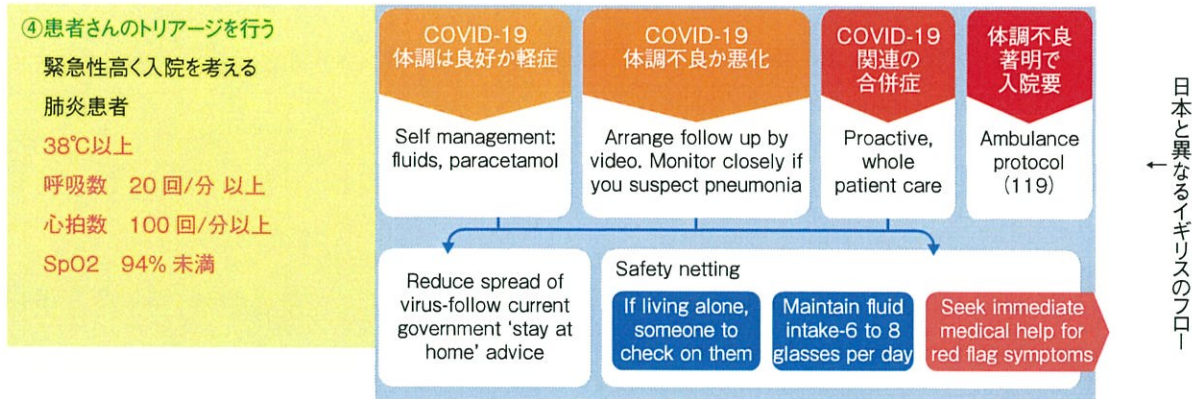 ④患者さんのトリアージを行う
緊急性高く入院を考える
肺炎患者
38℃以上
呼吸数 20 回/分 以上
心拍数 100 回/分以上
SpO2 94% 未満
COVID-19
体調は良好か軽症
Self management:
fluids, paracetamol
COVID-19
体調不良か悪化
Arrange follow up by
video. Monitor closely if
you suspect pneumonia
COVID-19
関連の
合併症
Proactive,
whole
patient care
体調不良
著明で
入院要
Ambulance
protocol
(119)
Reduce spread of
virus-follow current
government ‘stay at
home’ advice
Safety netting
If living alone,
someone to
check on them
Maintain fluid
intake-6 to 8
glasses per day
Seek immediate
medical help for
red flag symptoms
←日本と異なるイギリスのフロー